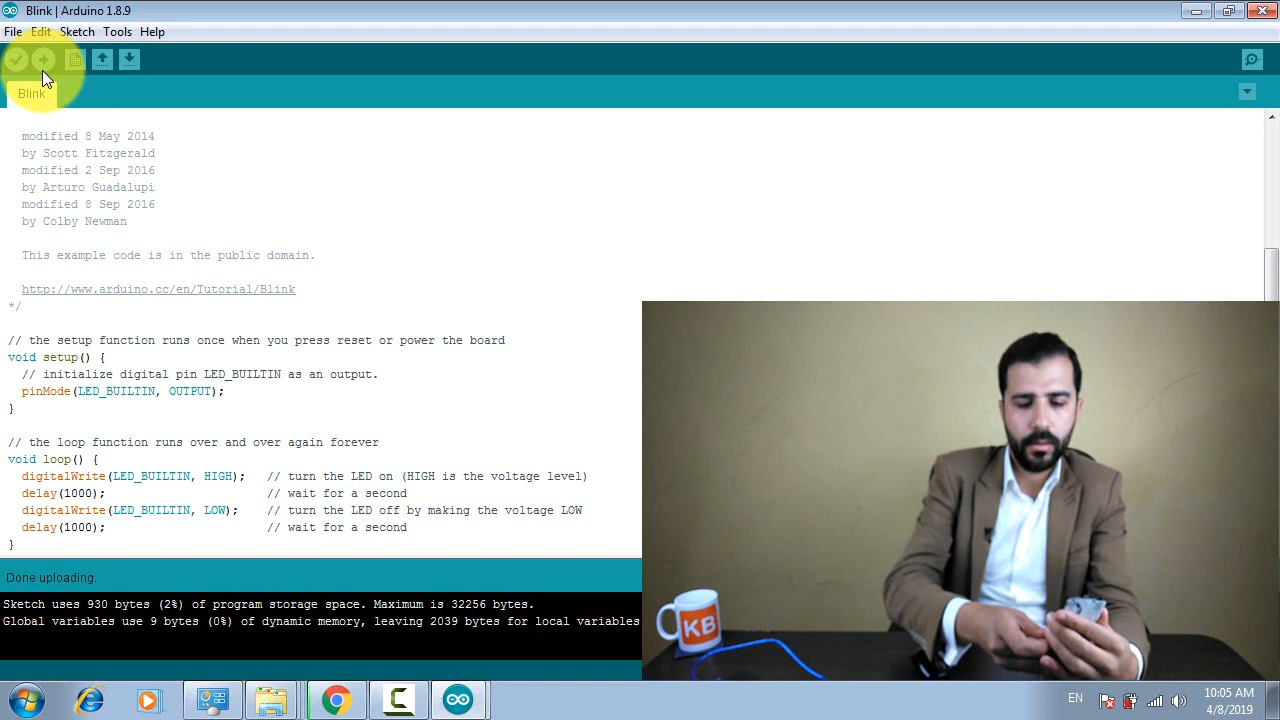 Blink | Arduino 1.8.9
File Edit Sketch Tools Help
Blink
modified 8 May 2014
by Scott Fitzgerald
modified 2 Sep 2016
by Arturo Guadalupi
modified 8 Sep 2016
by Colby Newman
This example code is in the public domain.
http://www.arduino.cc/en/Tutorial/Blink
*/
// the setup function runs once when you press reset or power the board
void setup() {
// initialize digital pin LED_BUILTIN as an output.
pinMode(LED_BUILTIN, OUTPUT);
}
// the loop function runs over and over again forever
void loop() {
digitalWrite(LED_BUILTIN, HIGH);   // turn the LED on (HIGH is the voltage level)
delay(1000);                       // wait for a second
digitalWrite(LED_BUILTIN, LOW);    // turn the LED off by making the voltage LOW
delay(1000);                       // wait for a second
}
Done uploading.
Sketch uses 930 bytes (2%) of program storage space. Maximum is 32256 bytes.
Global variables use 9 bytes (0%) of dynamic memory, leaving 2039 bytes for local variables
KB
EN
10:05 AM
4/8/2019